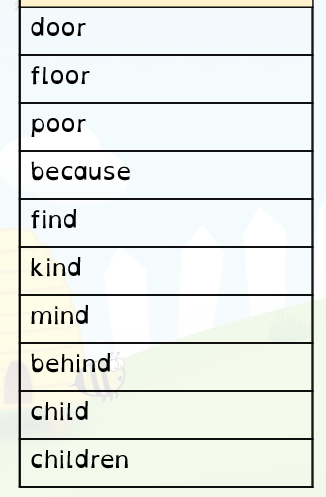 door
floor
poor
because
find
kind
mind
behind
child
children